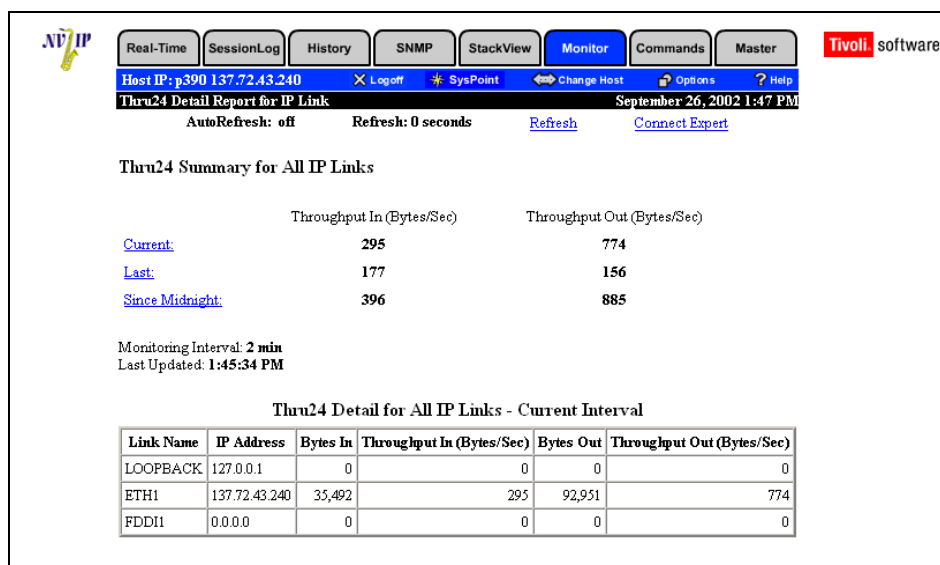 NV IP
Real-Time SessionLog History SNMP StackView Monitor Commands Master
Tivoli. software
Host IP: p390 137.72.43.240 Logoff SysPoint Change Host Options ? Help
Thru24 Detail Report for IP Link September 26, 2002 1:47 PM
AutoRefresh: off Refresh: 0 seconds Refresh Connect Expert
Thru24 Summary for All IP Links
Throughput In (Bytes/Sec) Throughput Out (Bytes/Sec)
Current: 295 774
Last: 177 156
Since Midnight: 396 885
Monitoring Interval: 2 min
Last Updated: 1:45:34 PM
Thru24 Detail for All IP Links - Current Interval
Link Name IP Address Bytes In Throughput In (Bytes/Sec) Bytes Out Throughput Out (Bytes/Sec)
LOOPBACK 127.0.0.1 0 0 0 0
ETH1 137.72.43.240 35,492 295 92,951 774
FDDI1 0.0.0.0 0 0 0 0